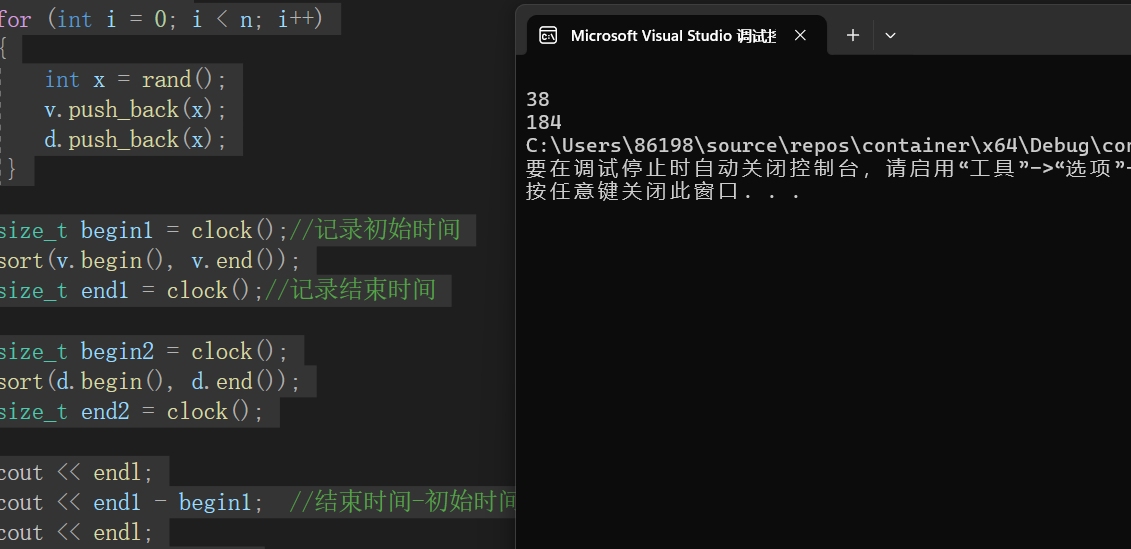 for (int i = 0; i < n; i++)
{
int x = rand();
v.push_back(x);
d.push_back(x);
}
size_t begin1 = clock();//记录初始时间
sort(v.begin(), v.end());
size_t end1 = clock();//记录结束时间
size_t begin2 = clock();
sort(d.begin(), d.end());
size_t end2 = clock();
cout << endl;
cout << end1 - begin1; //结束时间-初始时间
cout << endl;
Microsoft Visual Studio 调试控
38
184
C:\Users\86198\source\repos\container\x64\Debug\con
要在调试停止时自动关闭控制台，请启用“工具”->“选项”-
按任意键关闭此窗口. . .